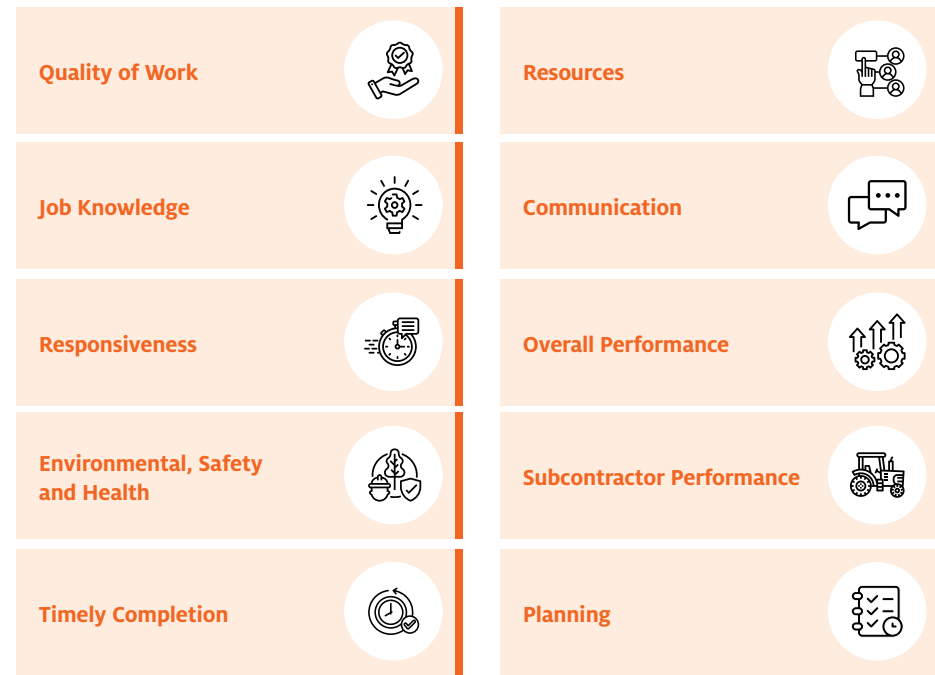 Quality of Work
Resources
Job Knowledge
Communication
Responsiveness
Overall Performance
Environmental, Safety
and Health
Subcontractor Performance
Timely Completion
Planning